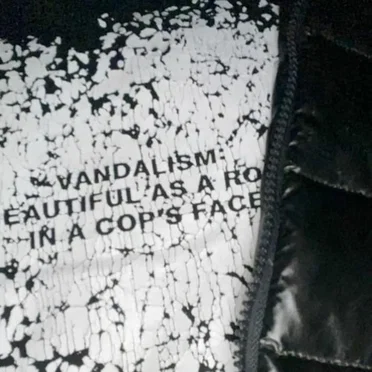 VANDALISM:
EAUTIFUL AS A RO
IN A COP'S FACE